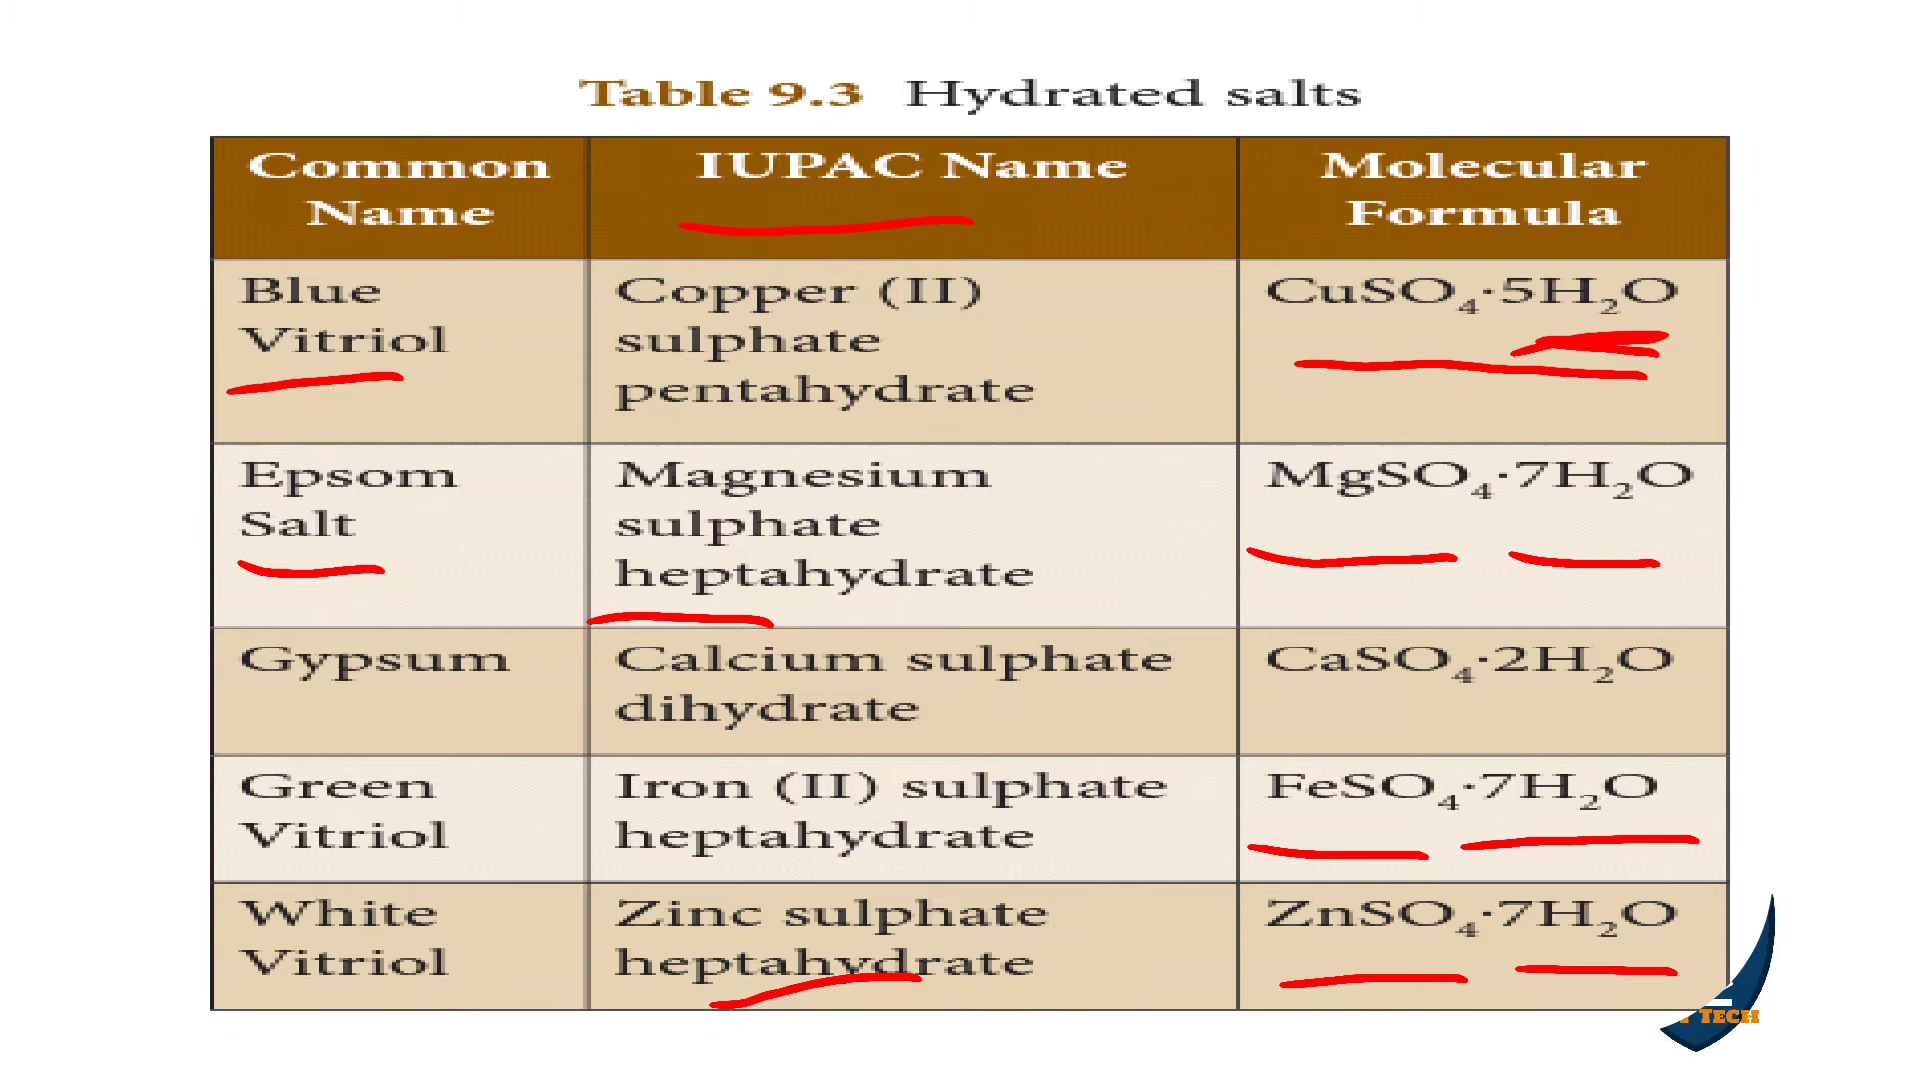 Table 9.3 Hydrated salts
Common Name
IUPAC Name
Molecular Formula
Blue Vitriol
Copper (II) sulphate pentahydrate
CuSO₄·5H₂O
Epsom Salt
Magnesium sulphate heptahydrate
MgSO₄·7H₂O
Gypsum
Calcium sulphate dihydrate
CaSO₄·2H₂O
Green Vitriol
Iron (II) sulphate heptahydrate
FeSO₄·7H₂O
White Vitriol
Zinc sulphate heptahydrate
ZnSO₄·7H₂O
TECH